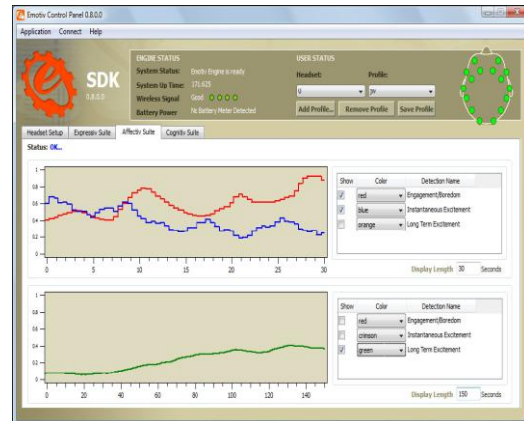 Emotiv Control Panel 0.8.0.0
Application Connect Help
SDK
0.8.0.0
ENGINE STATUS
System Status: Emotiv Engine is ready
System Up Time: 171.625
Wireless Signal Good
Battery Power No Battery Meter Detected
USER STATUS
Headset: Profile:
0
Add Profile... Remove Profile Save Profile
Headset Setup Expressiv Suite Affectiv Suite Cognitiv Suite
Status: OK...
1
0.8
0.6
0.4
0.2
0
0 5 10 15 20 25 30
Show Color Detection Name
red Engagement/Boredom
blue Instantaneous Excitement
orange Long Term Excitement
Display Length 30 Seconds
1
0.8
0.6
0.4
0.2
0
0 20 40 60 80 100 120 140
Show Color Detection Name
red Engagement/Boredom
crimson Instantaneous Excitement
green Long Term Excitement
Display Length 150 Seconds